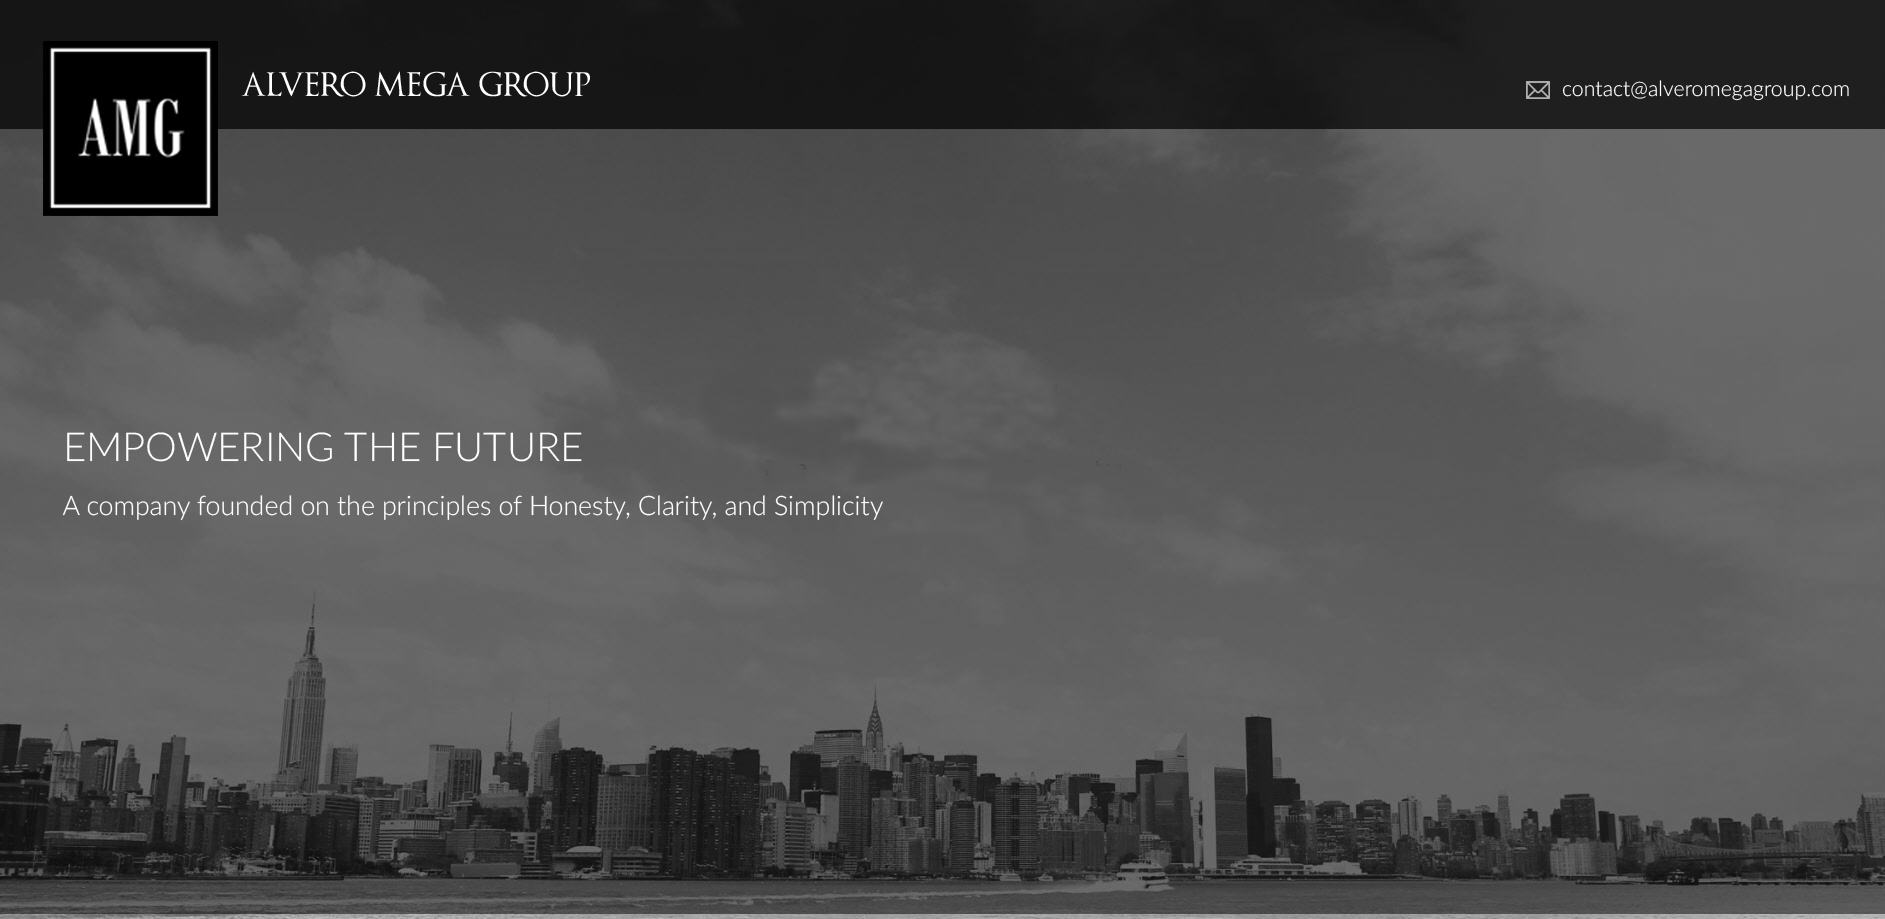 AMG
ALVERO MEGA GROUP
contact@alveromegagroup.com
EMPOWERING THE FUTURE
A company founded on the principles of Honesty, Clarity, and Simplicity